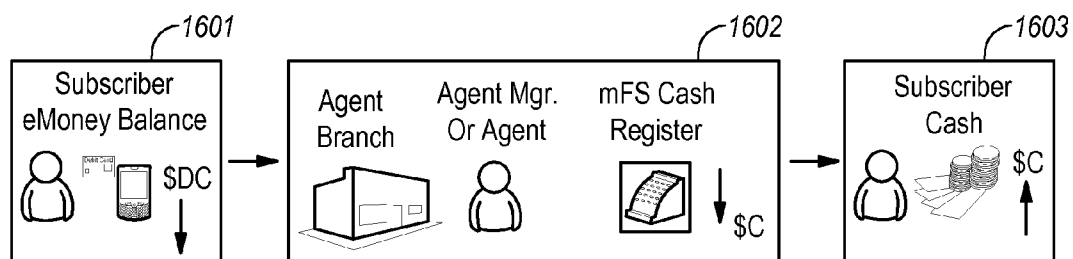 1601
1602
1603
Subscriber
eMoney Balance
Debit Card
$DC
Agent
Branch
Agent Mgr.
Or Agent
mFS Cash
Register
$C
Subscriber
Cash
$C